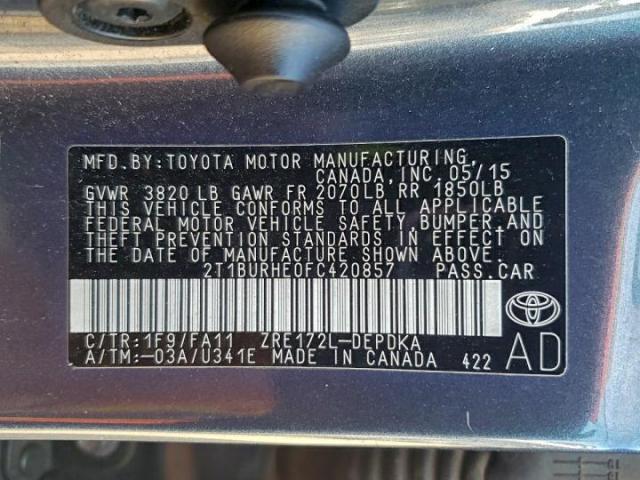 MFD.BY:TOYOTA MOTOR MANUFACTURING,
CANADA,INC.05/15
GVWR 3820 LB GAWR FR 2070LB RR 1850LB
THIS VEHICLE CONFORMS TO ALL APPLICABLE
FEDERAL MOTOR VEHICLE SAFETY,BUMPER,AND
THEFT PREVENTION STANDARDS IN EFFECT ON
THE DATE OF MANUFACTURE SHOWN ABOVE.
2T1BURHE0FC420857 PASS.CAR
C/TR:1F9/FA11 ZRE172L-DEPDKA
A/TM:-03A/U341E MADE IN CANADA 422
AD